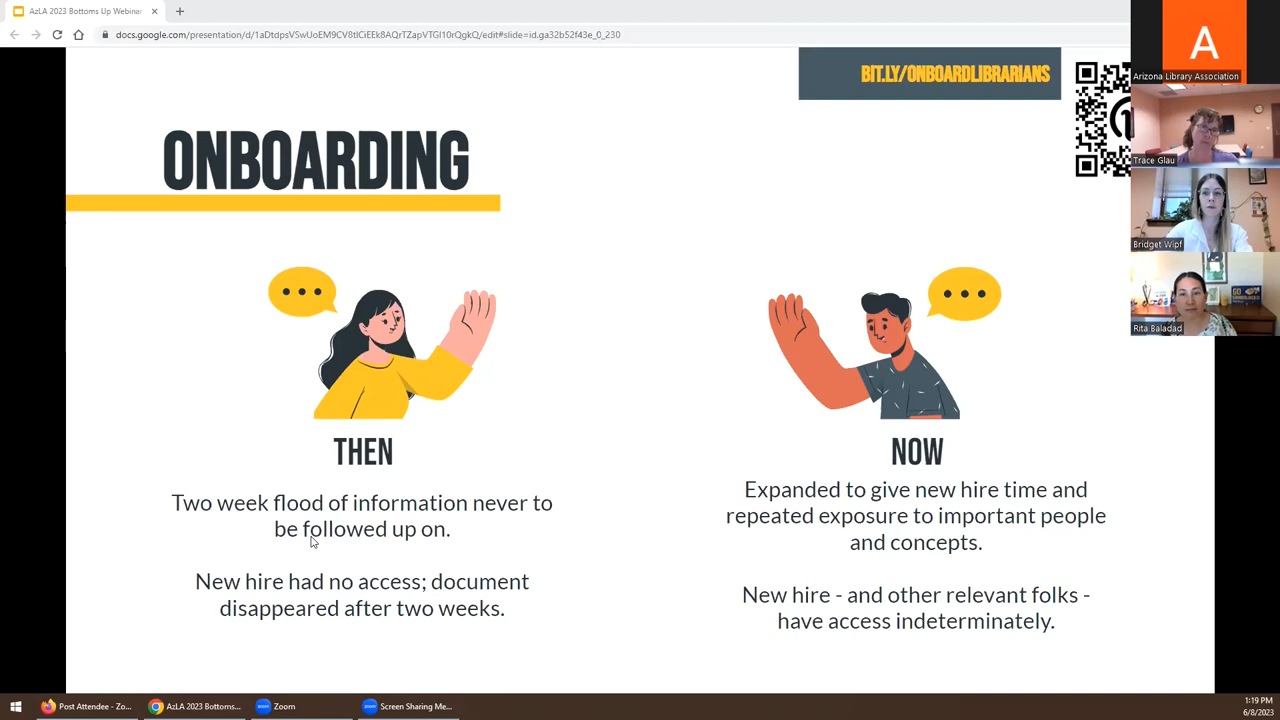 AzLA 2023 Bottoms Up Webinar
docs.google.com/presentation/d/1aDtdpsVSwUoEM9CV8tlCiEEk8AQrTZapVTGl10rQgkQ/edit#slide=id.ga32b52f43e_0_230
BIT.LY/ONBOARDLIBRARIANS
A
Arizona Library Association
Trace Glau
Bridget Wipf
Rita Baladad
ONBOARDING
THEN
Two week flood of information never to
be followed up on.
New hire had no access; document
disappeared after two weeks.
NOW
Expanded to give new hire time and
repeated exposure to important people
and concepts.
New hire - and other relevant folks -
have access indeterminately.
Post Attendee - Zo...
AzLA 2023 Bottoms...
Zoom
Screen Sharing Me...
1:19 PM
6/8/2023